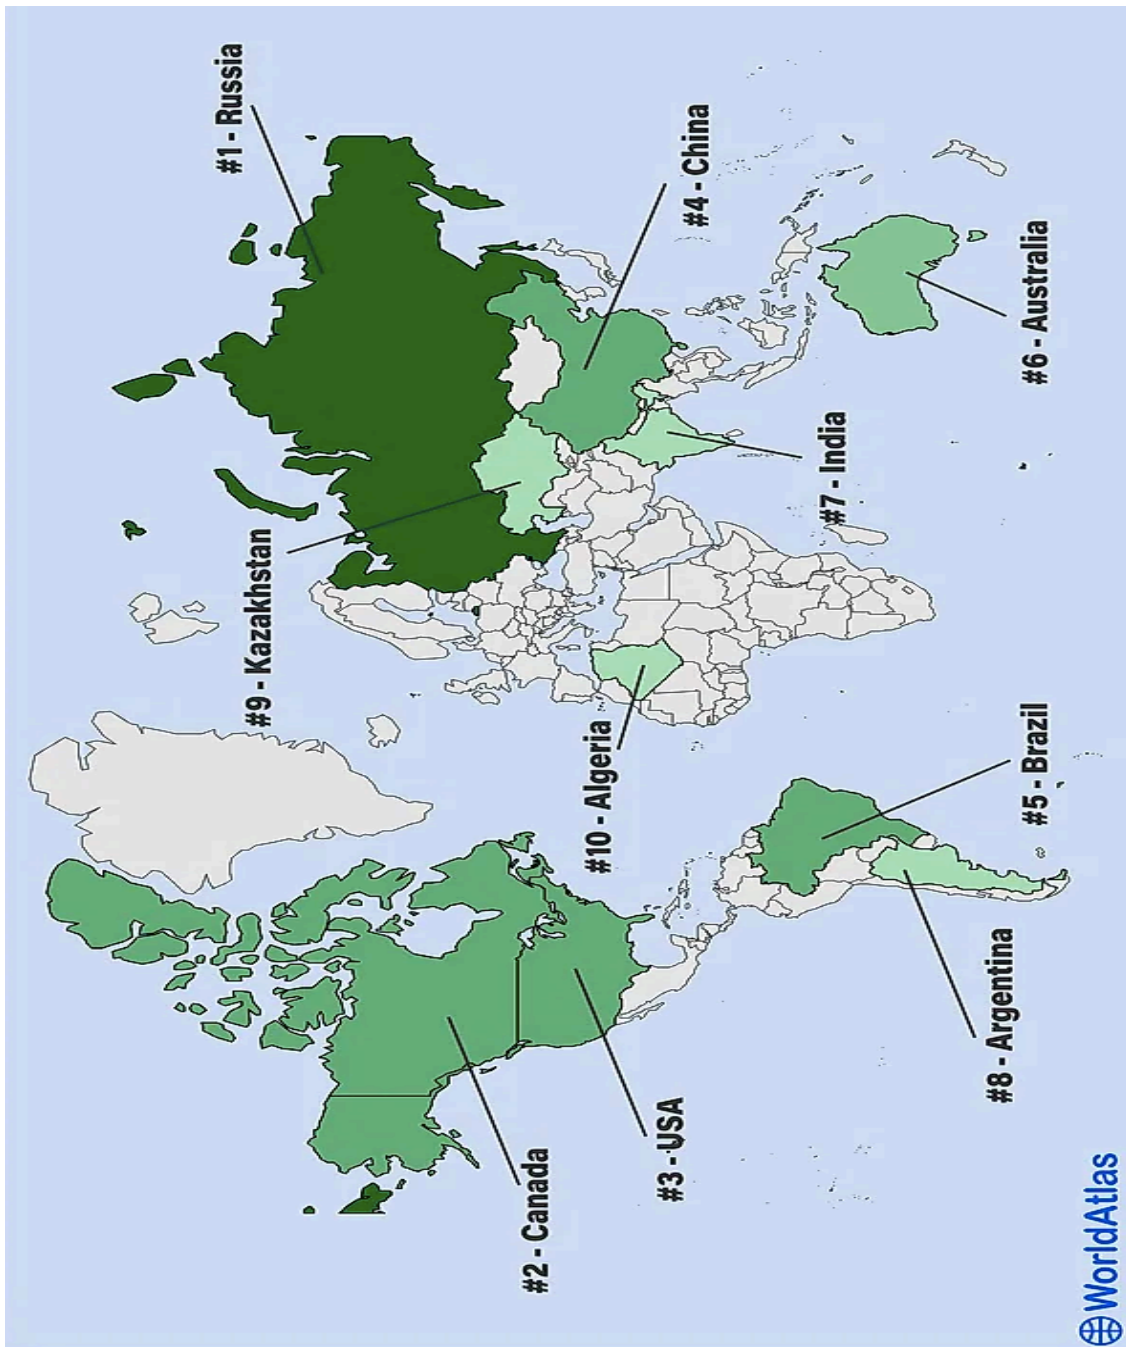 #1 - Russia
#2 - Canada
#3 - USA
#4 - China
#5 - Brazil
#6 - Australia
#7 - India
#8 - Argentina
#9 - Kazakhstan
#10 - Algeria
WorldAtlas